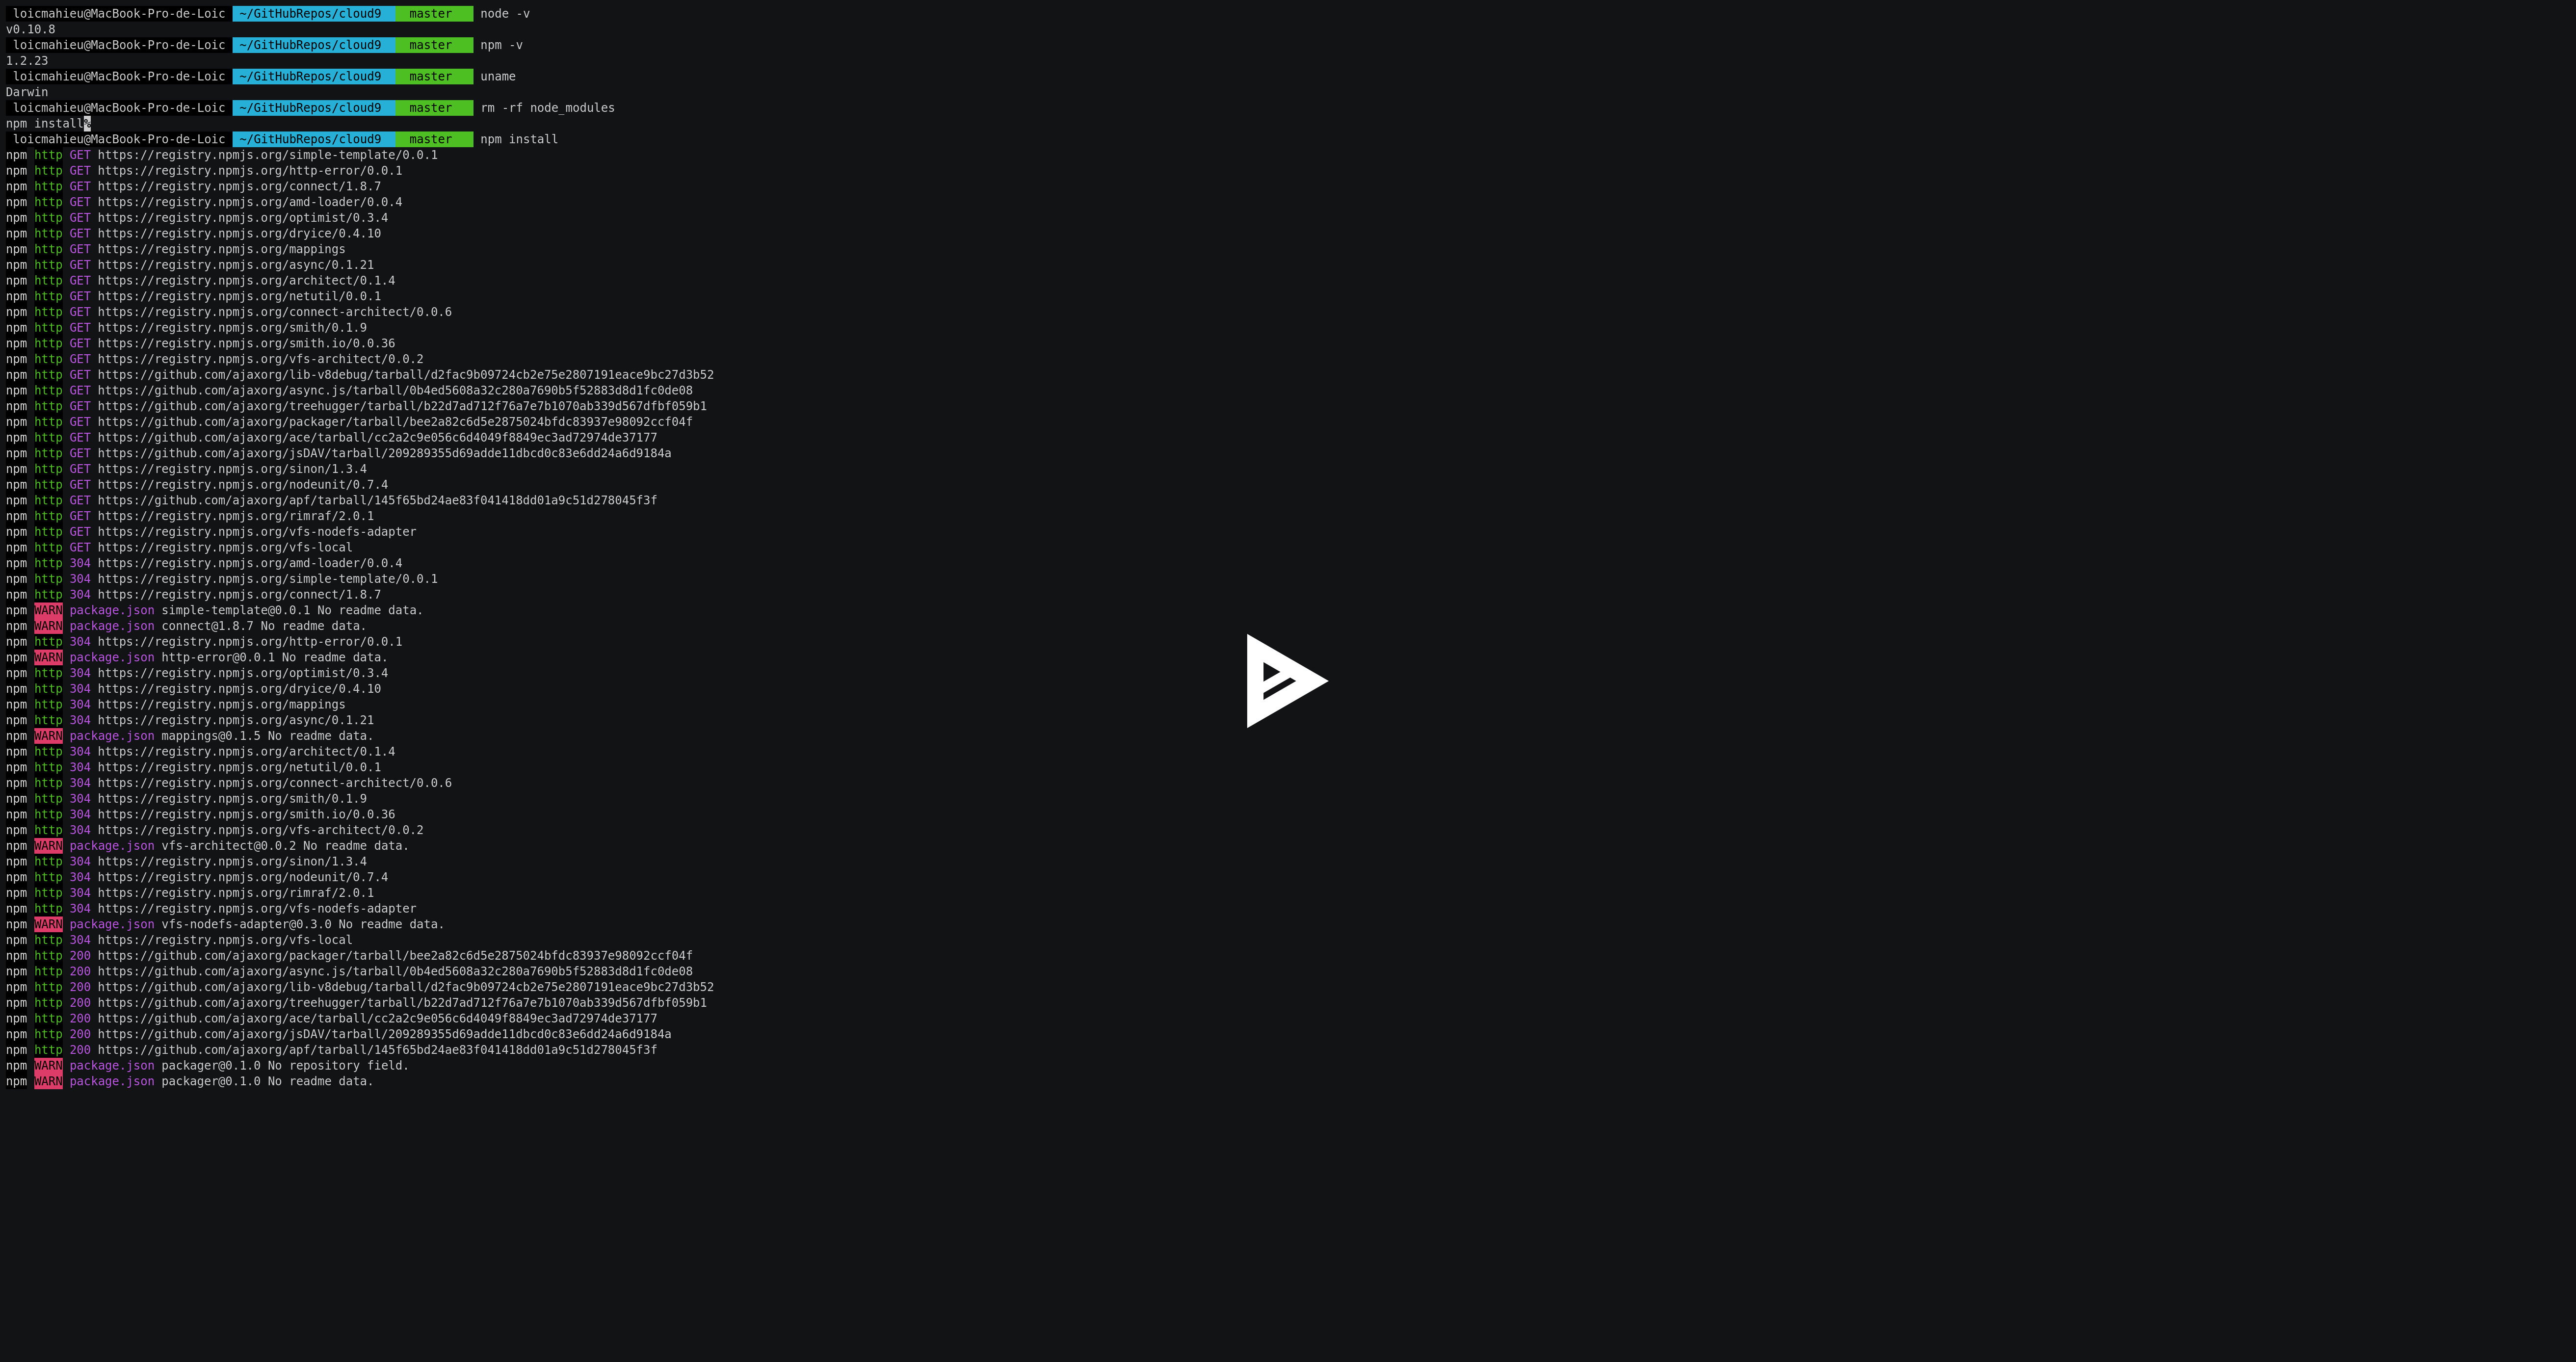 loicmahieu@MacBook-Pro-de-Loic ~/GitHubRepos/cloud9 master node -v
v0.10.8
loicmahieu@MacBook-Pro-de-Loic ~/GitHubRepos/cloud9 master npm -v
1.2.23
loicmahieu@MacBook-Pro-de-Loic ~/GitHubRepos/cloud9 master uname
Darwin
loicmahieu@MacBook-Pro-de-Loic ~/GitHubRepos/cloud9 master rm -rf node_modules
npm install%
loicmahieu@MacBook-Pro-de-Loic ~/GitHubRepos/cloud9 master npm install
npm http GET https://registry.npmjs.org/simple-template/0.0.1
npm http GET https://registry.npmjs.org/http-error/0.0.1
npm http GET https://registry.npmjs.org/connect/1.8.7
npm http GET https://registry.npmjs.org/amd-loader/0.0.4
npm http GET https://registry.npmjs.org/optimist/0.3.4
npm http GET https://registry.npmjs.org/dryice/0.4.10
npm http GET https://registry.npmjs.org/mappings
npm http GET https://registry.npmjs.org/async/0.1.21
npm http GET https://registry.npmjs.org/architect/0.1.4
npm http GET https://registry.npmjs.org/netutil/0.0.1
npm http GET https://registry.npmjs.org/connect-architect/0.0.6
npm http GET https://registry.npmjs.org/smith/0.1.9
npm http GET https://registry.npmjs.org/smith.io/0.0.36
npm http GET https://registry.npmjs.org/vfs-architect/0.0.2
npm http GET https://github.com/ajaxorg/lib-v8debug/tarball/d2fac9b09724cb2e75e2807191eace9bc27d3b52
npm http GET https://github.com/ajaxorg/async.js/tarball/0b4ed5608a32c280a7690b5f52883d8d1fc0de08
npm http GET https://github.com/ajaxorg/treehugger/tarball/b22d7ad712f76a7e7b1070ab339d567dfbf059b1
npm http GET https://github.com/ajaxorg/packager/tarball/bee2a82c6d5e2875024bfdc83937e98092ccf04f
npm http GET https://github.com/ajaxorg/ace/tarball/cc2a2c9e056c6d4049f8849ec3ad72974de37177
npm http GET https://github.com/ajaxorg/jsDAV/tarball/209289355d69adde11dbcd0c83e6dd24a6d9184a
npm http GET https://registry.npmjs.org/sinon/1.3.4
npm http GET https://registry.npmjs.org/nodeunit/0.7.4
npm http GET https://github.com/ajaxorg/apf/tarball/145f65bd24ae83f041418dd01a9c51d278045f3f
npm http GET https://registry.npmjs.org/rimraf/2.0.1
npm http GET https://registry.npmjs.org/vfs-nodefs-adapter
npm http GET https://registry.npmjs.org/vfs-local
npm http 304 https://registry.npmjs.org/amd-loader/0.0.4
npm http 304 https://registry.npmjs.org/simple-template/0.0.1
npm http 304 https://registry.npmjs.org/connect/1.8.7
npm WARN package.json simple-template@0.0.1 No readme data.
npm WARN package.json connect@1.8.7 No readme data.
npm http 304 https://registry.npmjs.org/http-error/0.0.1
npm WARN package.json http-error@0.0.1 No readme data.
npm http 304 https://registry.npmjs.org/optimist/0.3.4
npm http 304 https://registry.npmjs.org/dryice/0.4.10
npm http 304 https://registry.npmjs.org/mappings
npm http 304 https://registry.npmjs.org/async/0.1.21
npm WARN package.json mappings@0.1.5 No readme data.
npm http 304 https://registry.npmjs.org/architect/0.1.4
npm http 304 https://registry.npmjs.org/netutil/0.0.1
npm http 304 https://registry.npmjs.org/connect-architect/0.0.6
npm http 304 https://registry.npmjs.org/smith/0.1.9
npm http 304 https://registry.npmjs.org/smith.io/0.0.36
npm http 304 https://registry.npmjs.org/vfs-architect/0.0.2
npm WARN package.json vfs-architect@0.0.2 No readme data.
npm http 304 https://registry.npmjs.org/sinon/1.3.4
npm http 304 https://registry.npmjs.org/nodeunit/0.7.4
npm http 304 https://registry.npmjs.org/rimraf/2.0.1
npm http 304 https://registry.npmjs.org/vfs-nodefs-adapter
npm WARN package.json vfs-nodefs-adapter@0.3.0 No readme data.
npm http 304 https://registry.npmjs.org/vfs-local
npm http 200 https://github.com/ajaxorg/packager/tarball/bee2a82c6d5e2875024bfdc83937e98092ccf04f
npm http 200 https://github.com/ajaxorg/async.js/tarball/0b4ed5608a32c280a7690b5f52883d8d1fc0de08
npm http 200 https://github.com/ajaxorg/lib-v8debug/tarball/d2fac9b09724cb2e75e2807191eace9bc27d3b52
npm http 200 https://github.com/ajaxorg/treehugger/tarball/b22d7ad712f76a7e7b1070ab339d567dfbf059b1
npm http 200 https://github.com/ajaxorg/ace/tarball/cc2a2c9e056c6d4049f8849ec3ad72974de37177
npm http 200 https://github.com/ajaxorg/jsDAV/tarball/209289355d69adde11dbcd0c83e6dd24a6d9184a
npm http 200 https://github.com/ajaxorg/apf/tarball/145f65bd24ae83f041418dd01a9c51d278045f3f
npm WARN package.json packager@0.1.0 No repository field.
npm WARN package.json packager@0.1.0 No readme data.